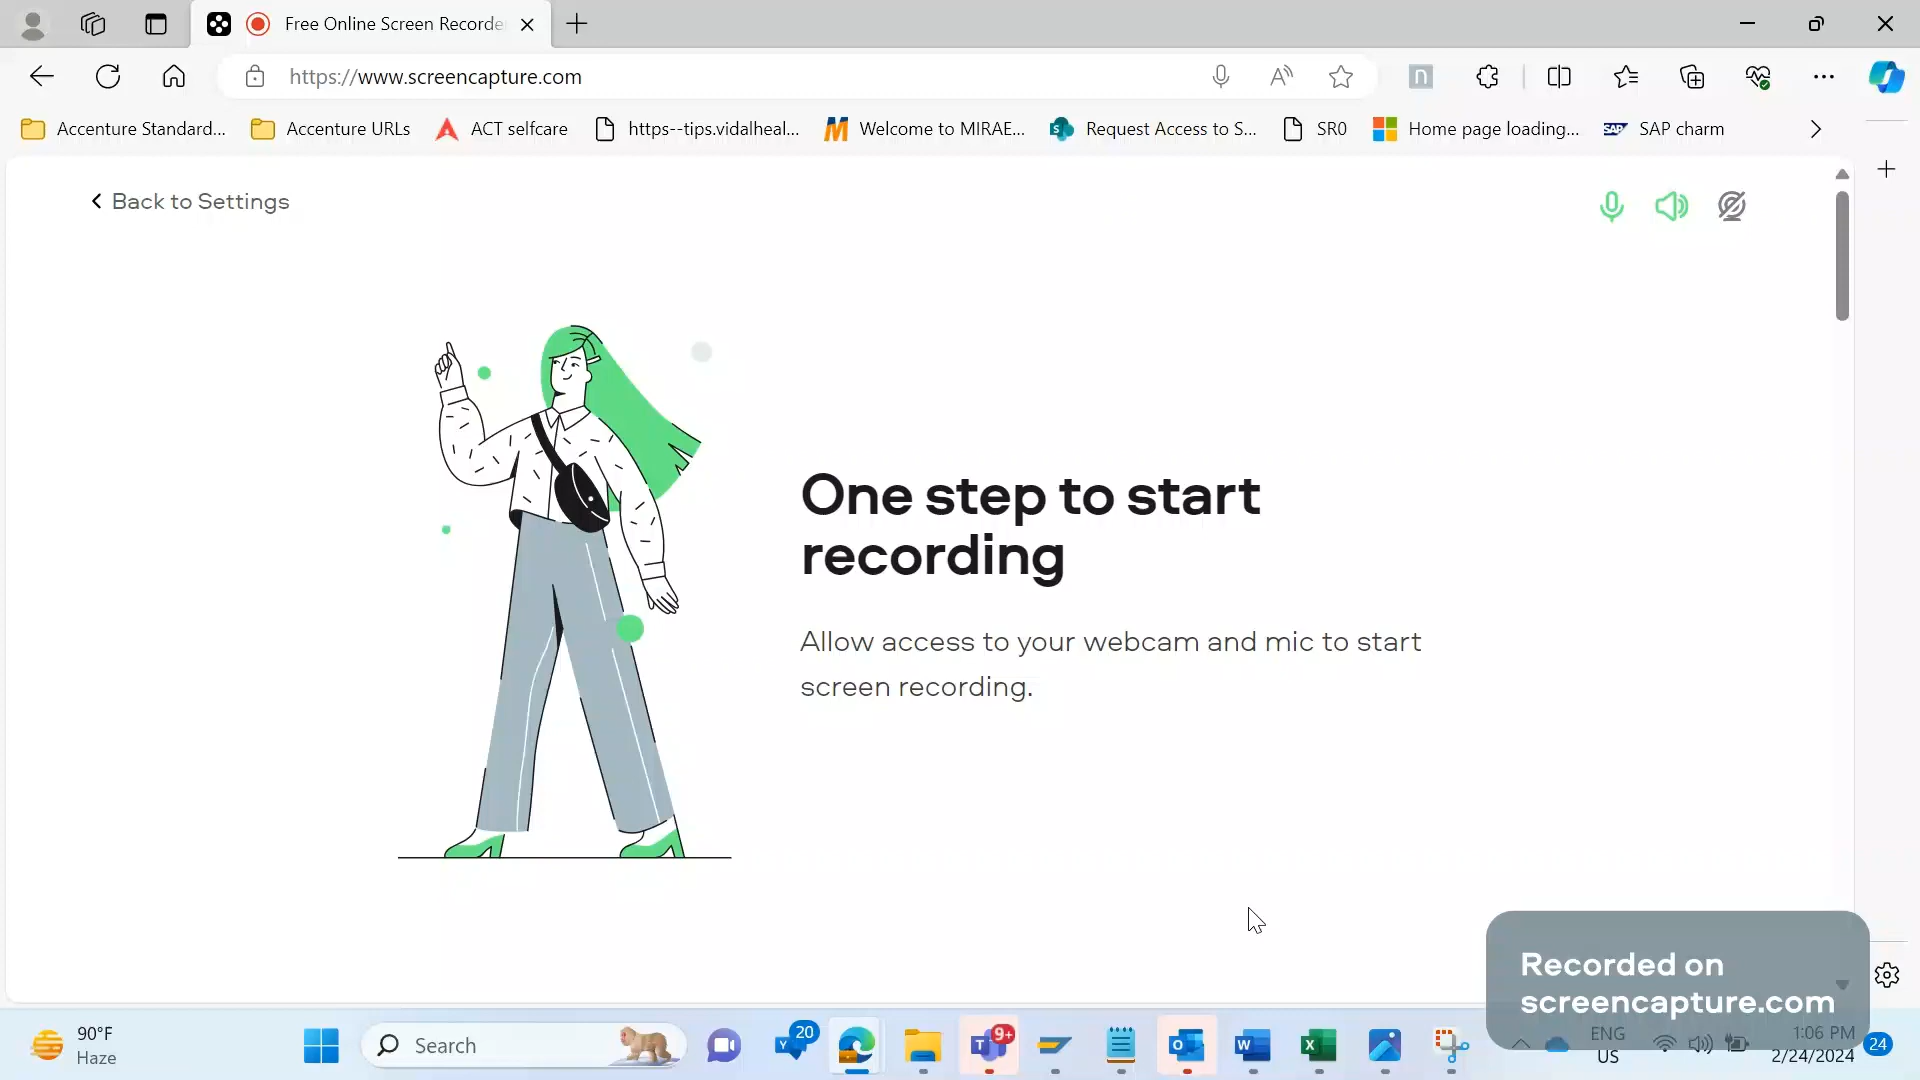 Free Online Screen Recorde
https://www.screencapture.com
Accenture Standard...
Accenture URLs
ACT selfcare
https--tips.vidalheal...
Welcome to MIRAE...
Request Access to S...
SR0
Home page loading...
SAP charm
Back to Settings
One step to start
recording
Allow access to your webcam and mic to start
screen recording.
Recorded on
screencapture.com
90°F
Haze
Search
20
9+
ENG
US
1:06 PM
2/24/2024
24